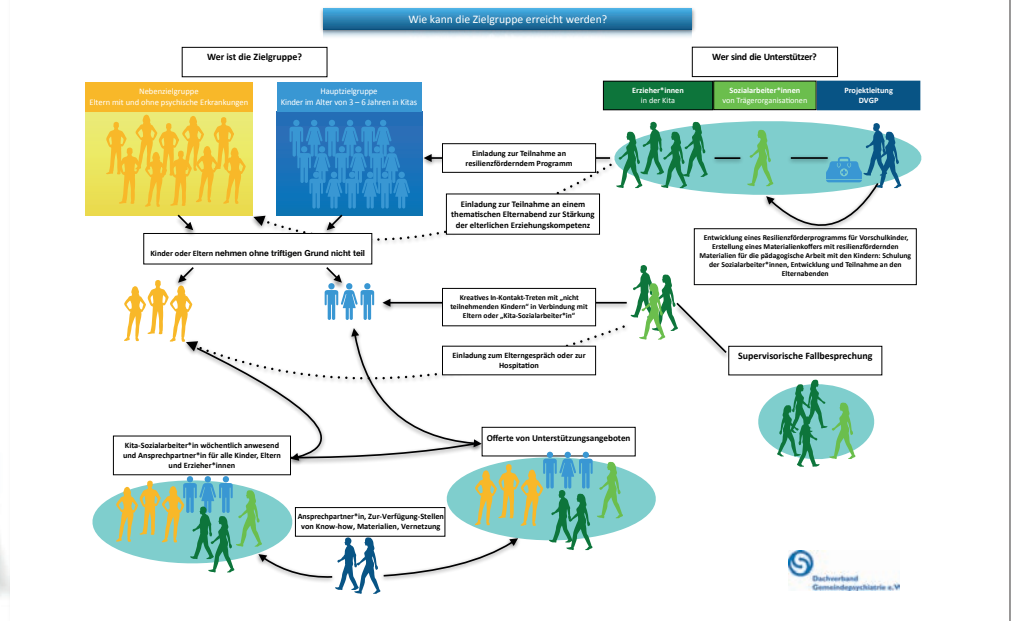 Wie kann die Zielgruppe erreicht werden?
Wer ist die Zielgruppe?
Wer sind die Unterstützer?
Nebenzielgruppe
Eltern mit und ohne psychische Erkrankungen
Hauptzielgruppe
Kinder im Alter von 3 – 6 Jahren in Kitas
Erzieher*innen
in der Kita
Sozialarbeiter*innen
von Trägerorganisationen
Projektleitung
DVGP
Einladung zur Teilnahme an
resilienzförderndem Programm
Einladung zur Teilnahme an einem
thematischen Elternabend zur Stärkung
der elterlichen Erziehungskompetenz
Entwicklung eines Resilienzförderprogramms für Vorschulkinder,
Erstellung eines Materialienkoffers mit resilienzfördernden
Materialien für die pädagogische Arbeit mit den Kindern: Schulung
der Sozialarbeiter*innen, Entwicklung und Teilnahme an den
Elternabenden
Kinder oder Eltern nehmen ohne triftigen Grund nicht teil
Kreatives In-Kontakt-Treten mit „nicht
teilnehmenden Kindern" in Verbindung mit
Eltern oder „Kita-Sozialarbeiter*in"
Einladung zum Elterngespräch oder zur
Hospitation
Supervisorische Fallbesprechung
Kita-Sozialarbeiter*in wöchentlich anwesend
und Ansprechpartner*in für alle Kinder, Eltern
und Erzieher*innen
Offerte von Unterstützungsangeboten
Ansprechpartner*in, Zur-Verfügung-Stellen
von Know-how, Materialien, Vernetzung
Dachverband
Gemeindepsychiatrie e.V